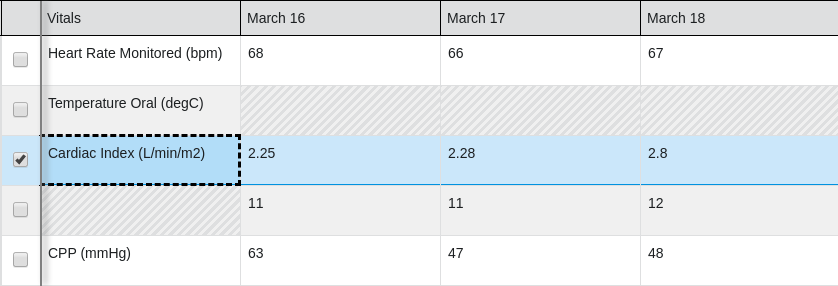 Vitals March 16 March 17 March 18
Heart Rate Monitored (bpm) 68 66 67
Temperature Oral (degC)
Cardiac Index (L/min/m2) 2.25 2.28 2.8
11 11 12
CPP (mmHg) 63 47 48